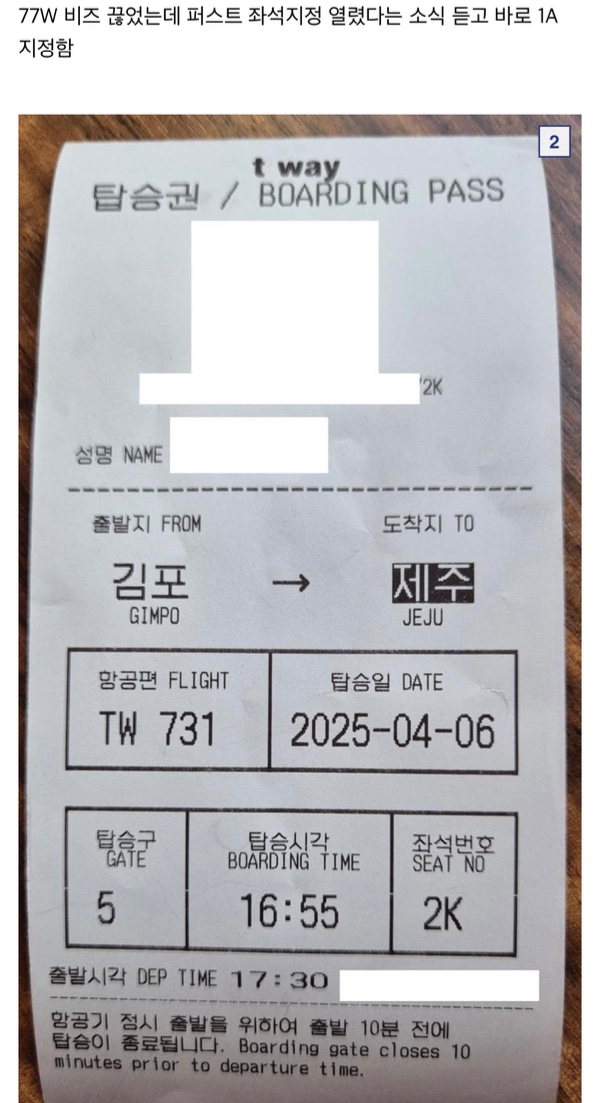 77W 비즈 끊었는데 퍼스트 좌석지정 열렸다는 소식 듣고 바로 1A
지정함
2
t way
탑승권 / BOARDING PASS
/2K
성명 NAME
출발지 FROM 도착지 TO
김포 → 제주
GIMPO JEJU
항공편 FLIGHT 탑승일 DATE
TW 731 2025-04-06
탑승구 탑승시각 좌석번호
GATE BOARDING TIME SEAT NO
5 16:55 2K
출발시각 DEP TIME 17:30
항공기 정시 출발을 위하여 출발 10분 전에
탑승이 종료됩니다. Boarding gate closes 10
minutes prior to departure time.